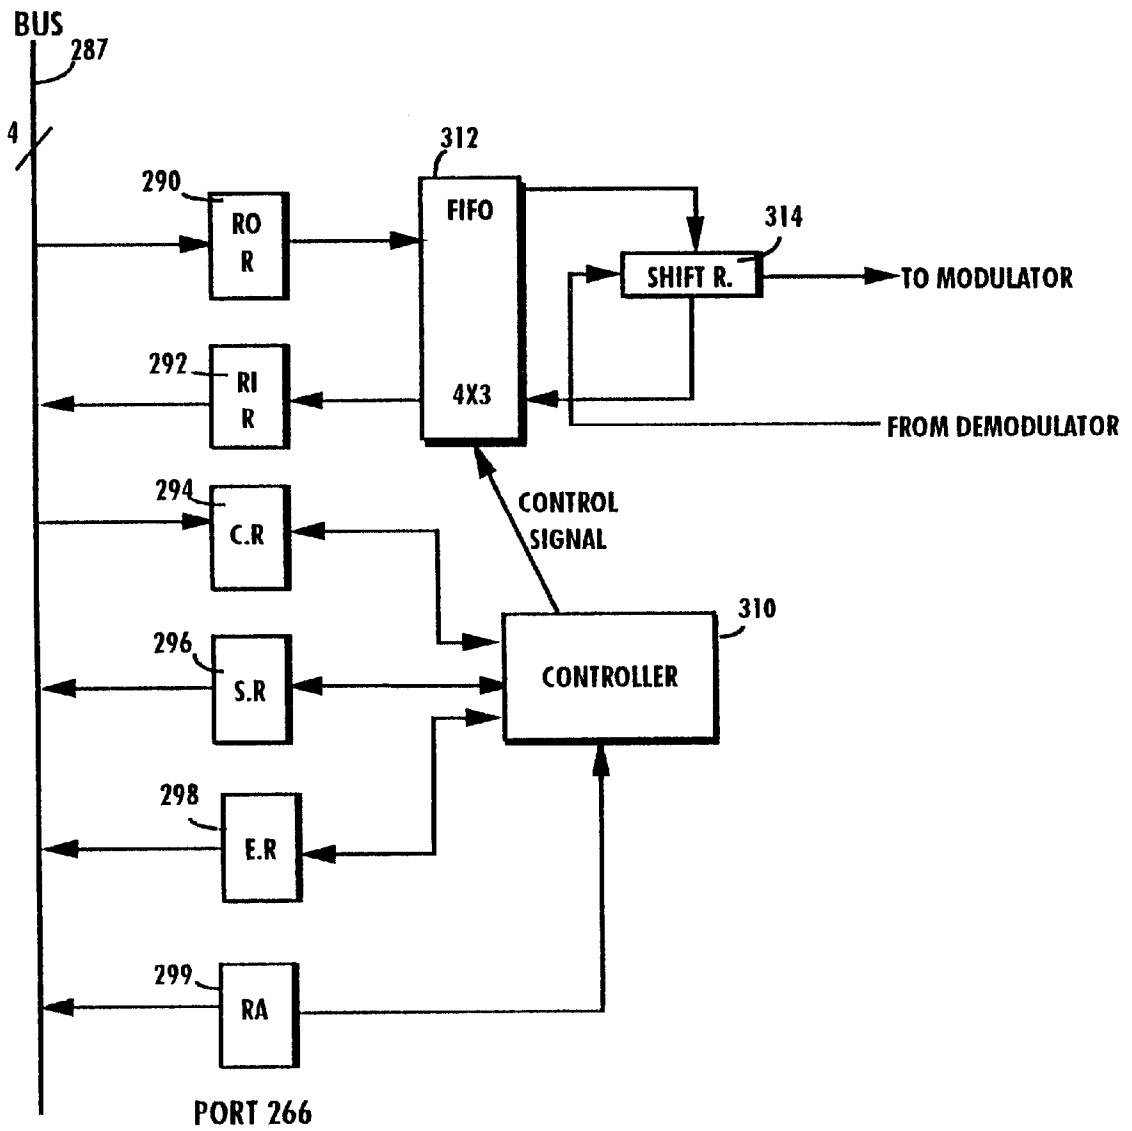 BUS
287
4
312
290
RO
R
FIFO
314
SHIFT R.
TO MODULATOR
292
RI
R
4X3
FROM DEMODULATOR
294
C.R
CONTROL
SIGNAL
310
296
S.R
CONTROLLER
298
E.R
299
RA
PORT 266